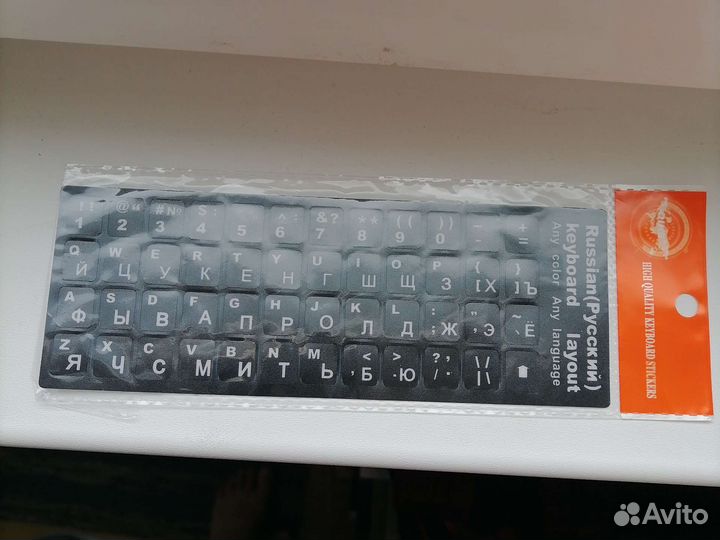 ! ! @ “ # № $ ; ^ : & ? * * ( ( ) ) _ +
1 2 3 4 5 6 7 8 9 0 - =
Q W E R T Y U I O P { }
Й Ц У К Е Н Г Ш Щ З [ Х ] Ъ
A S D F G H J K L : "
Ф Ы В А П Р О Л Д ; Ж ' Э ` Ё
Z X C V B N M < > ? ,
Я Ч С М И Т Ь , Б . Ю / . \ |
Russian(Русский)
keyboard layout
Any color Any language
HIGH QUALITY KEYBOARD STICKERS
Avito